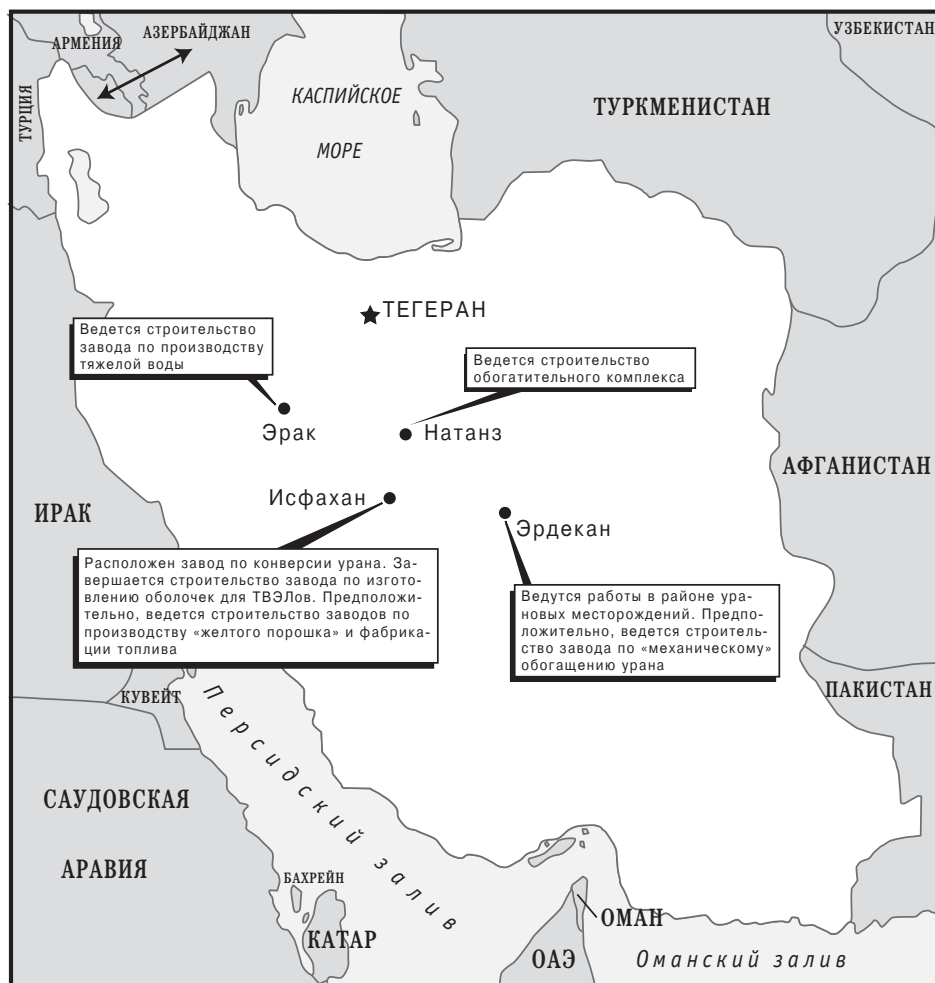 УЗБЕКИСТАН
АЗЕРБАЙДЖАН
АРМЕНИЯ
ТУРЦИЯ
КАСПИЙСКОЕ
МОРЕ
ТУРКМЕНИСТАН
ТЕГЕРАН
Ведется строительство
завода по производству
тяжелой воды
Ведется строительство
обогатительного комплекса
Эрак
Натанз
АФГАНИСТАН
Исфахан
ИРАК
Эрдекан
Расположен завод по конверсии урана. За-
вершается строительство завода по изгото-
влению оболочек для ТВЭЛов. Предположи-
тельно, ведется строительство заводов по
производству «желтого порошка» и фабрика-
ции топлива
Ведутся работы в районе ура-
новых месторождений. Предпо-
ложительно, ведется строитель-
ство завода по «механическому»
обогащению урана
КУВЕЙТ
ПАКИСТАН
Персидский залив
САУДОВСКАЯ
АРАВИЯ
БАХРЕЙН
КАТАР
ОМАН
ОАЭ
Оманский залив